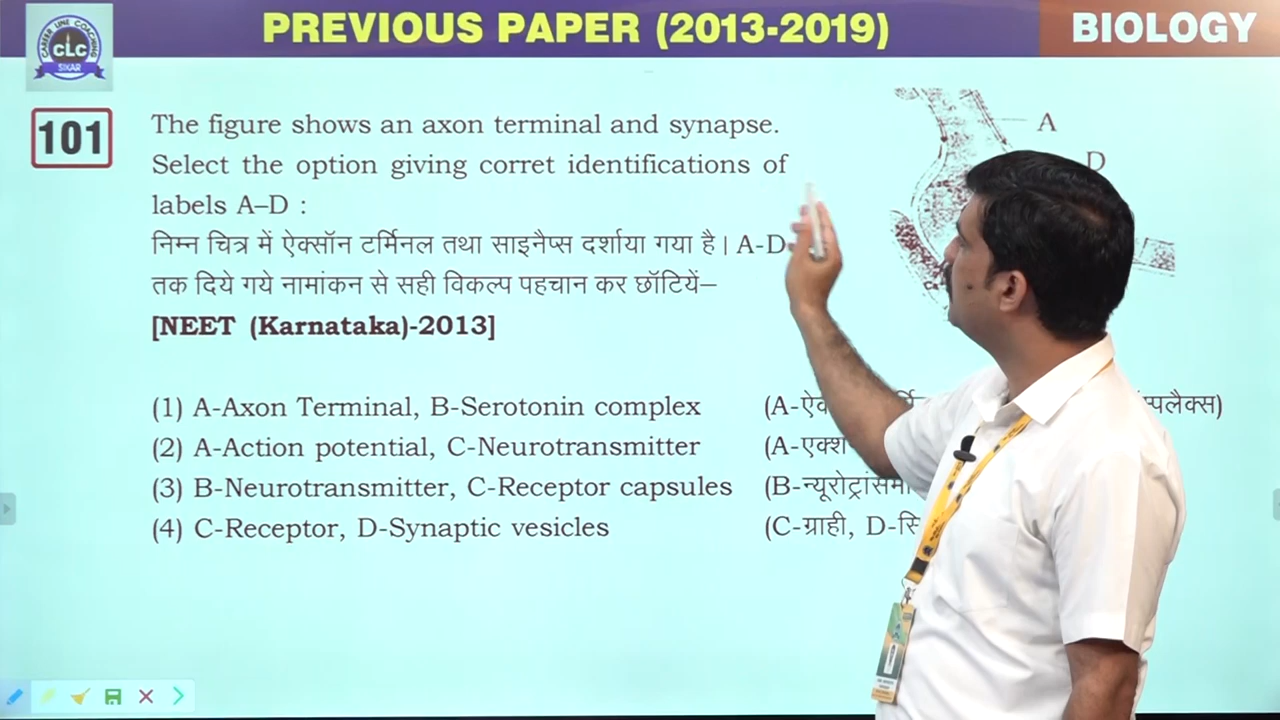 PREVIOUS PAPER (2013-2019)
BIOLOGY
CAREER LINE COACHING
CLC
SIKAR
101
The figure shows an axon terminal and synapse.
Select the option giving corret identifications of
labels A–D :
निम्न चित्र में ऐक्सॉन टर्मिनल तथा साइनैप्स दर्शाया गया है। A-D
तक दिये गये नामांकन से सही विकल्प पहचान कर छॉटियें–
[NEET (Karnataka)-2013]
A
D
(1) A-Axon Terminal, B-Serotonin complex
(2) A-Action potential, C-Neurotransmitter
(3) B-Neurotransmitter, C-Receptor capsules
(4) C-Receptor, D-Synaptic vesicles (C-ग्राही,